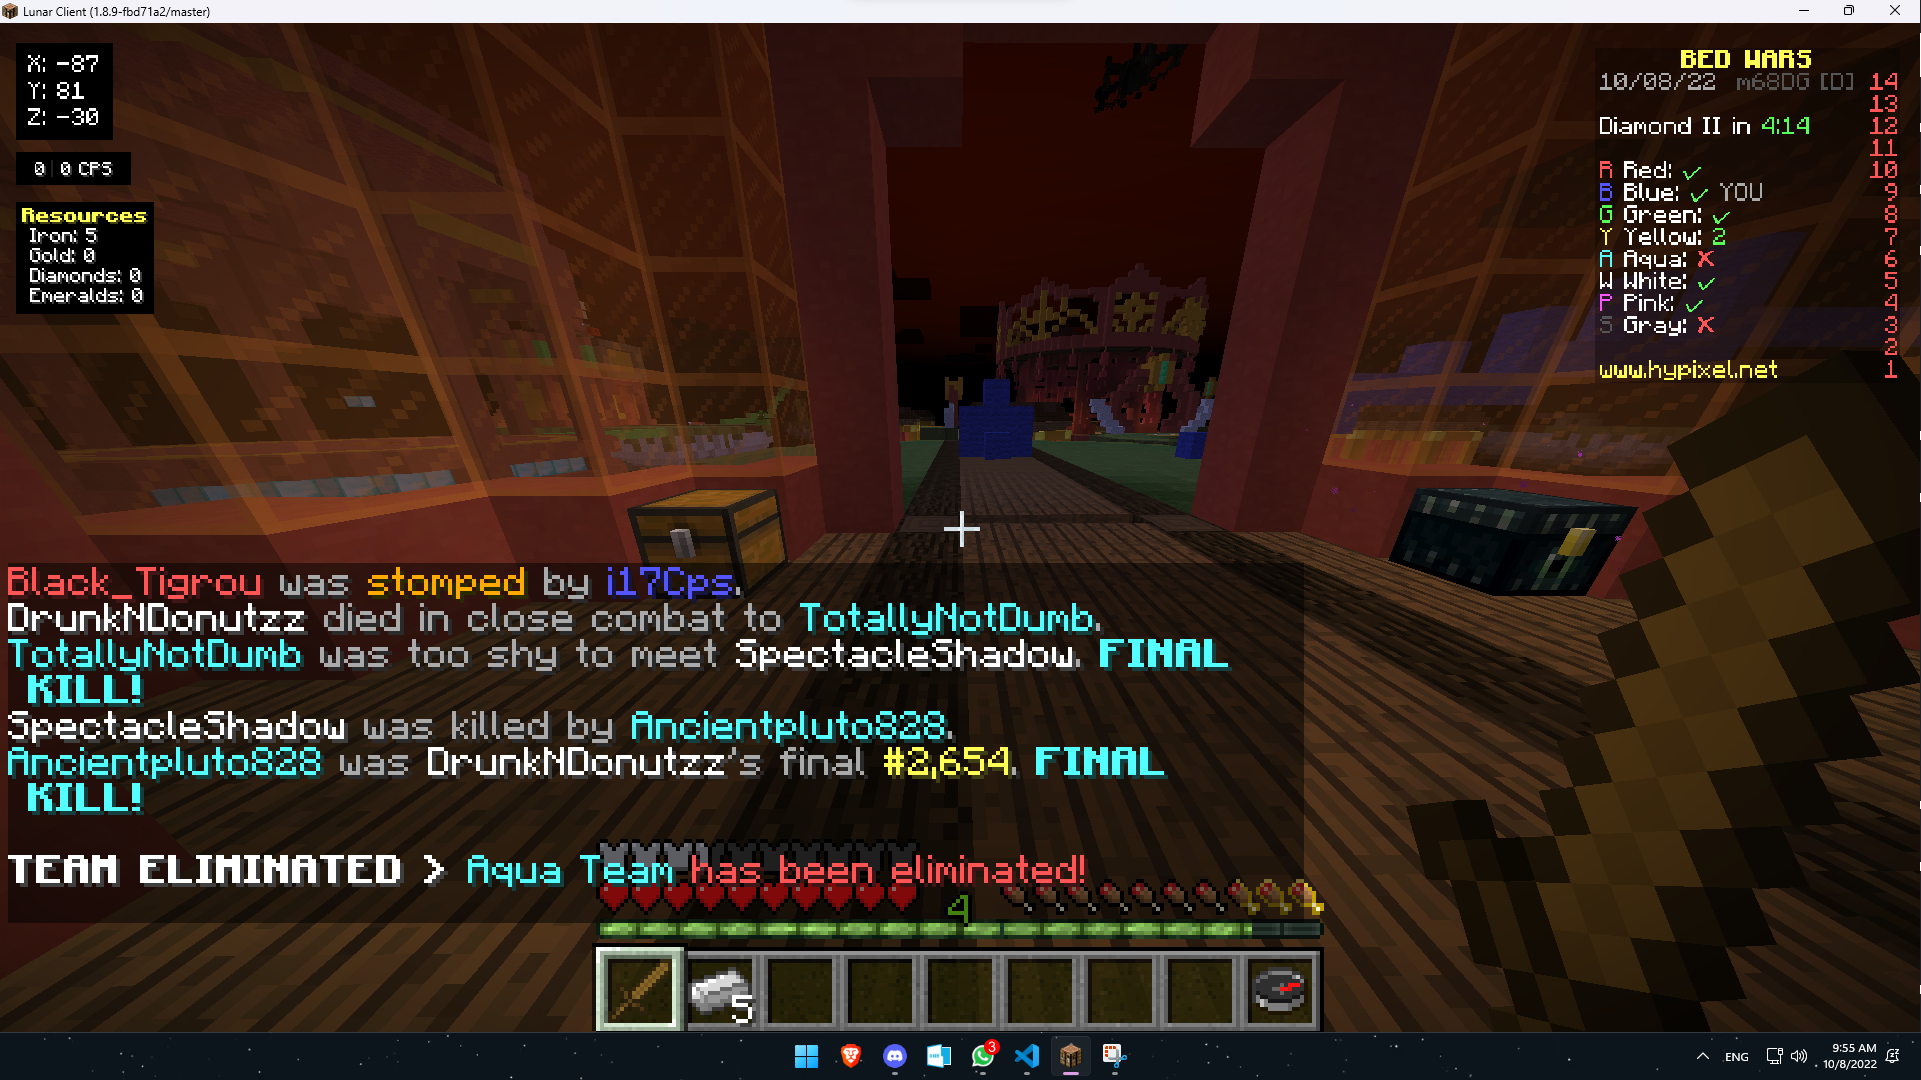 Lunar Client (1.8.9-fbd71a2/master)
X: -87
Y: 81
Z: -30
0 | 0 CPS
Resources
Iron: 5
Gold: 0
Diamonds: 0
Emeralds: 0
BED WARS
10/08/22 m68DG [D] 14
13
Diamond II in 4:14 12
11
R Red: ✓ 10
B Blue: ✓ YOU 9
G Green: ✓ 8
Y Yellow: 2 7
A Aqua: ✗ 6
W White: ✓ 5
P Pink: ✓ 4
S Gray: ✗ 3
2
www.hypixel.net 1
Black_Tigrou was stomped by i17Cps.
DrunkNDonutzz died in close combat to TotallyNotDumb.
TotallyNotDumb was too shy to meet SpectacleShadow. FINAL
KILL!
SpectacleShadow was killed by Ancientpluto828.
Ancientpluto828 was DrunkNDonutzz's final #2,654. FINAL
KILL!
TEAM ELIMINATED > Aqua Team has been eliminated!
4
5
3
ENG
9:55 AM
10/8/2022